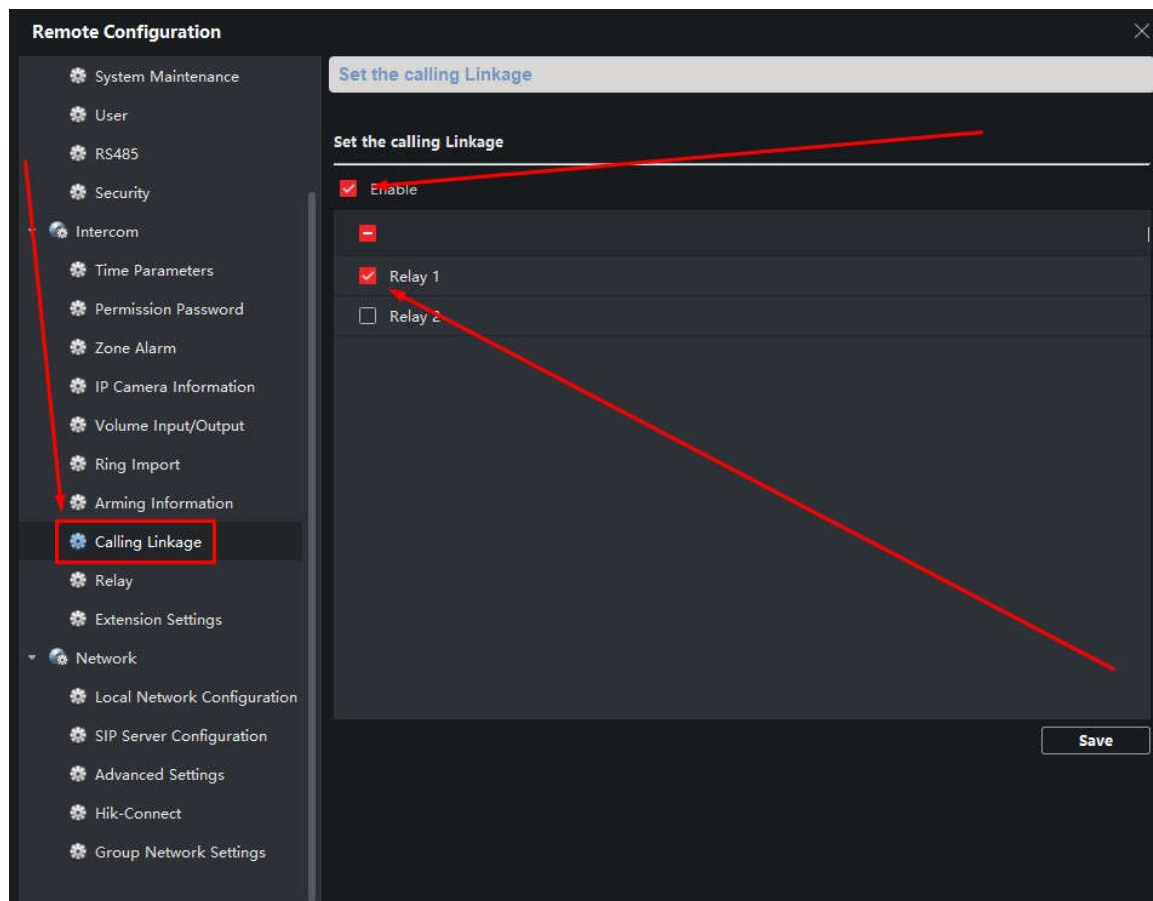 Remote Configuration
System Maintenance
User
RS485
Security
Intercom
Time Parameters
Permission Password
Zone Alarm
IP Camera Information
Volume Input/Output
Ring Import
Arming Information
Calling Linkage
Relay
Extension Settings
Network
Local Network Configuration
SIP Server Configuration
Advanced Settings
Hik-Connect
Group Network Settings
Set the calling Linkage
Set the calling Linkage
Enable
Relay 1
Relay 2
Save